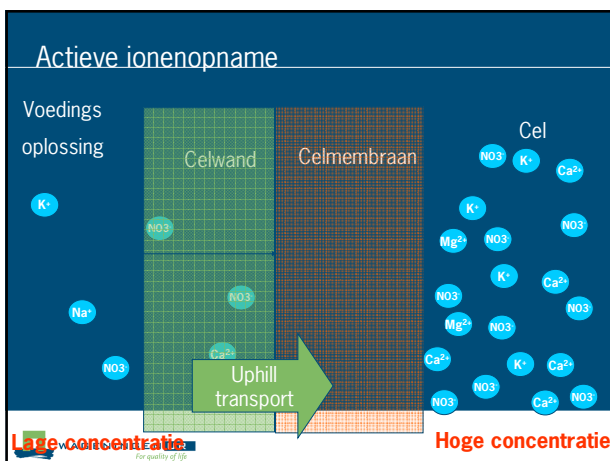 Actieve ionenopname
Voedings
oplossing
Celwand
Celmembraan
Cel
NO3-
K+
Ca2+
K+
K+
NO3-
NO3-
Mg2+
NO3-
K+
Ca2+
NO3-
NO3-
NO3-
Na+
Mg2+
NO3-
Ca2+
Ca2+
K+
Ca2+
NO3-
Uphill
transport
NO3-
NO3-
Ca2+
NO3-
Lage concentratie
Hoge concentratie
WAGENINGEN UR
For quality of life